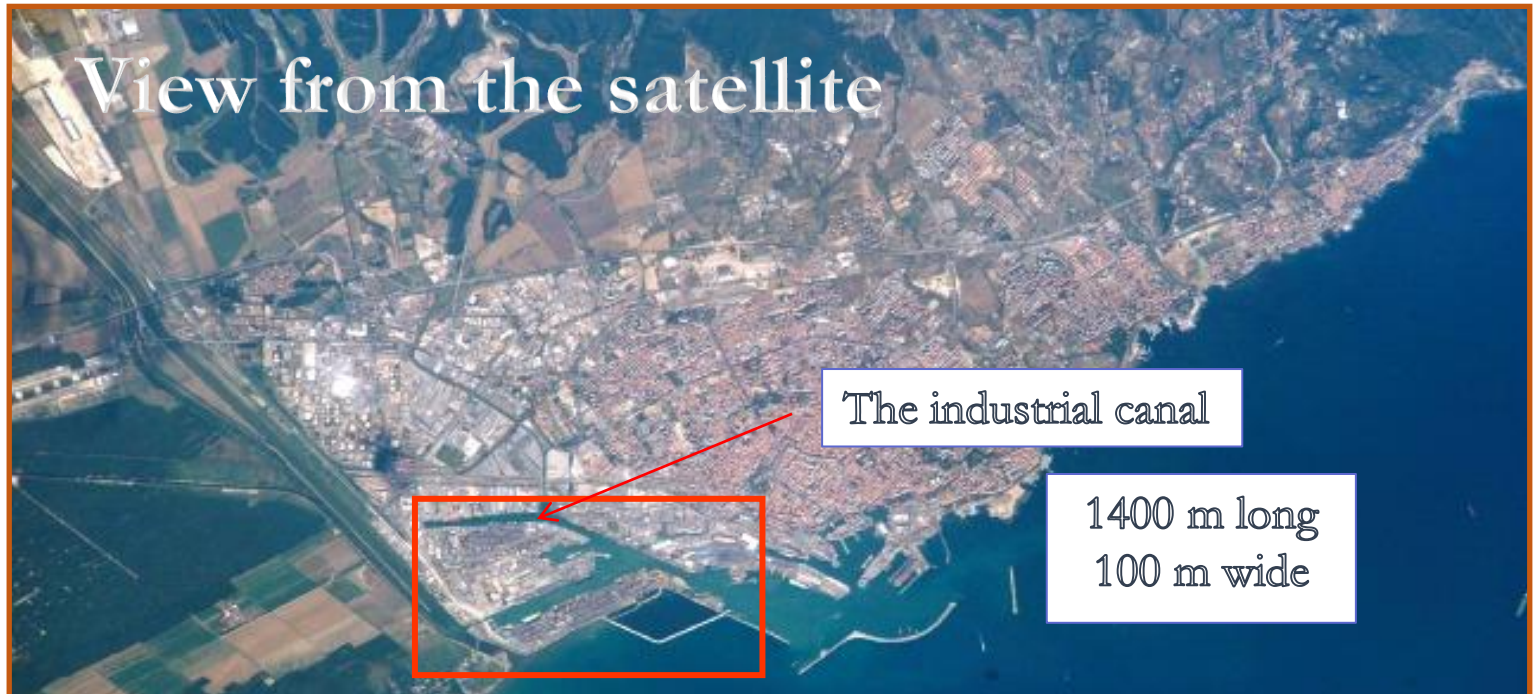 View from the satellite
The industrial canal
1400 m long
100 m wide